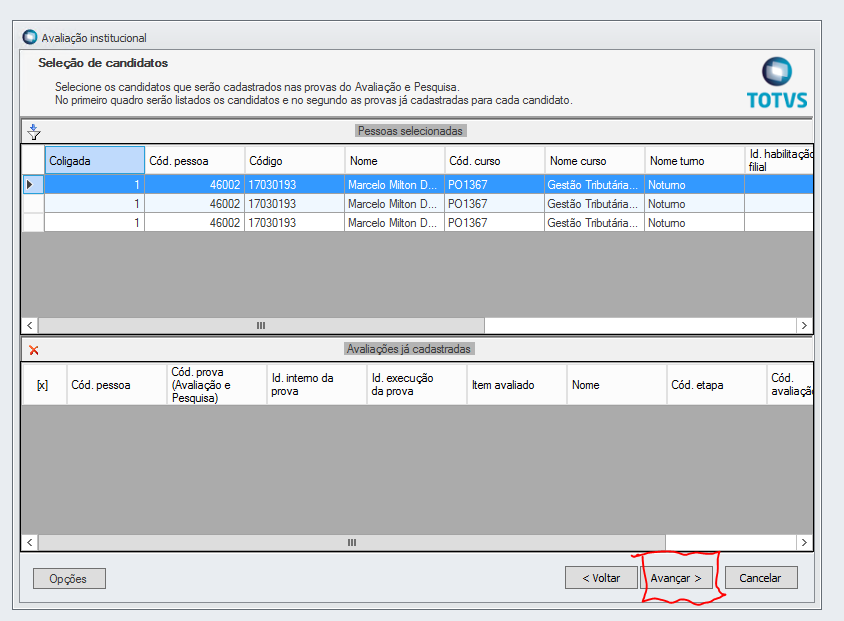 Avaliação institucional
Seleção de candidatos
Selecione os candidatos que serão cadastrados nas provas do Avaliação e Pesquisa.
No primeiro quadro serão listados os candidatos e no segundo as provas já cadastradas para cada candidato.
TOTVS
Pessoas selecionadas
Coligada Cód. pessoa Código Nome Cód. curso Nome curso Nome turno Id. habilitação filial
1 46002 17030193 Marcelo Milton D... PO1367 Gestão Tributária... Noturno
1 46002 17030193 Marcelo Milton D... PO1367 Gestão Tributária... Noturno
1 46002 17030193 Marcelo Milton D... PO1367 Gestão Tributária... Noturno
Avaliações já cadastradas
[x] Cód. pessoa Cód. prova (Avaliação e Pesquisa) Id. interno da prova Id. execução da prova Item avaliado Nome Cód. etapa Cód. avaliação
Opções < Voltar Avançar > Cancelar